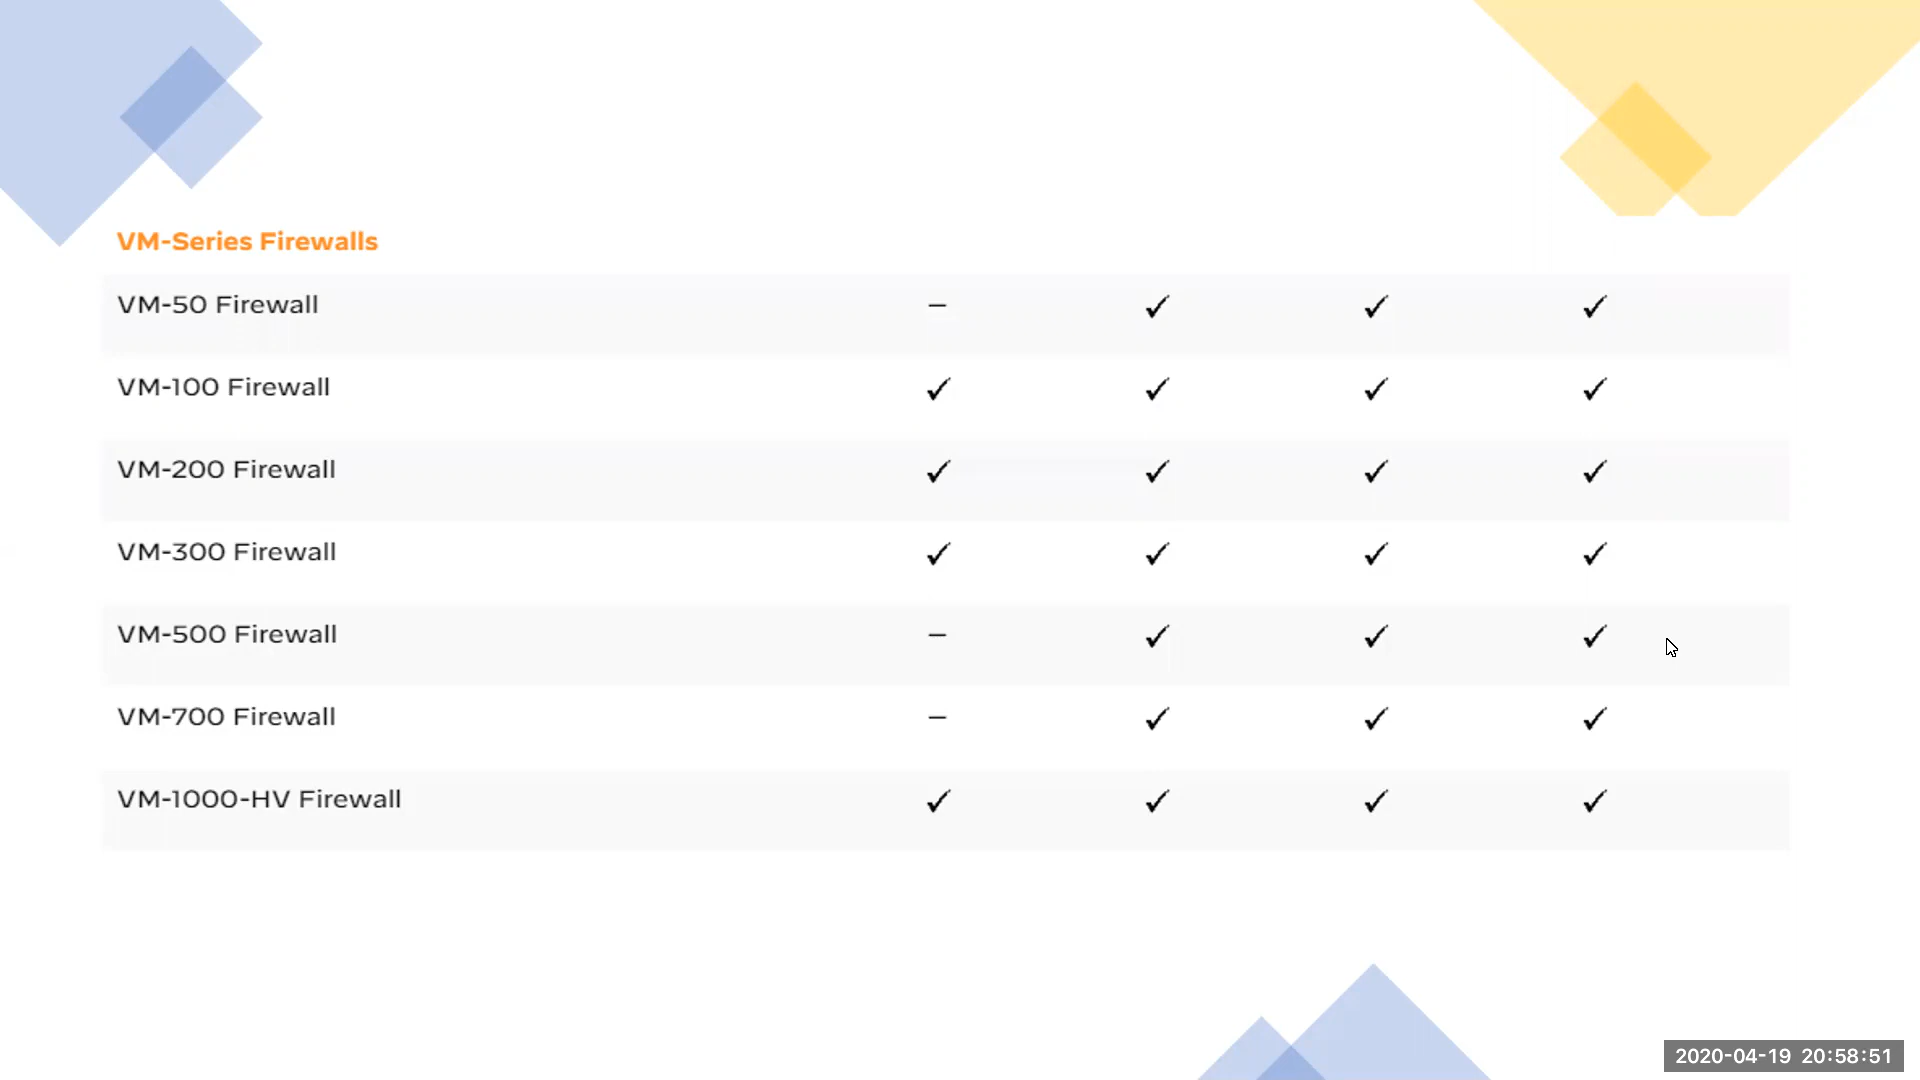 VM-Series Firewalls
VM-50 Firewall – ✓ ✓ ✓
VM-100 Firewall ✓ ✓ ✓ ✓
VM-200 Firewall ✓ ✓ ✓ ✓
VM-300 Firewall ✓ ✓ ✓ ✓
VM-500 Firewall – ✓ ✓ ✓
VM-700 Firewall – ✓ ✓ ✓
VM-1000-HV Firewall ✓ ✓ ✓ ✓
2020-04-19 20:58:51